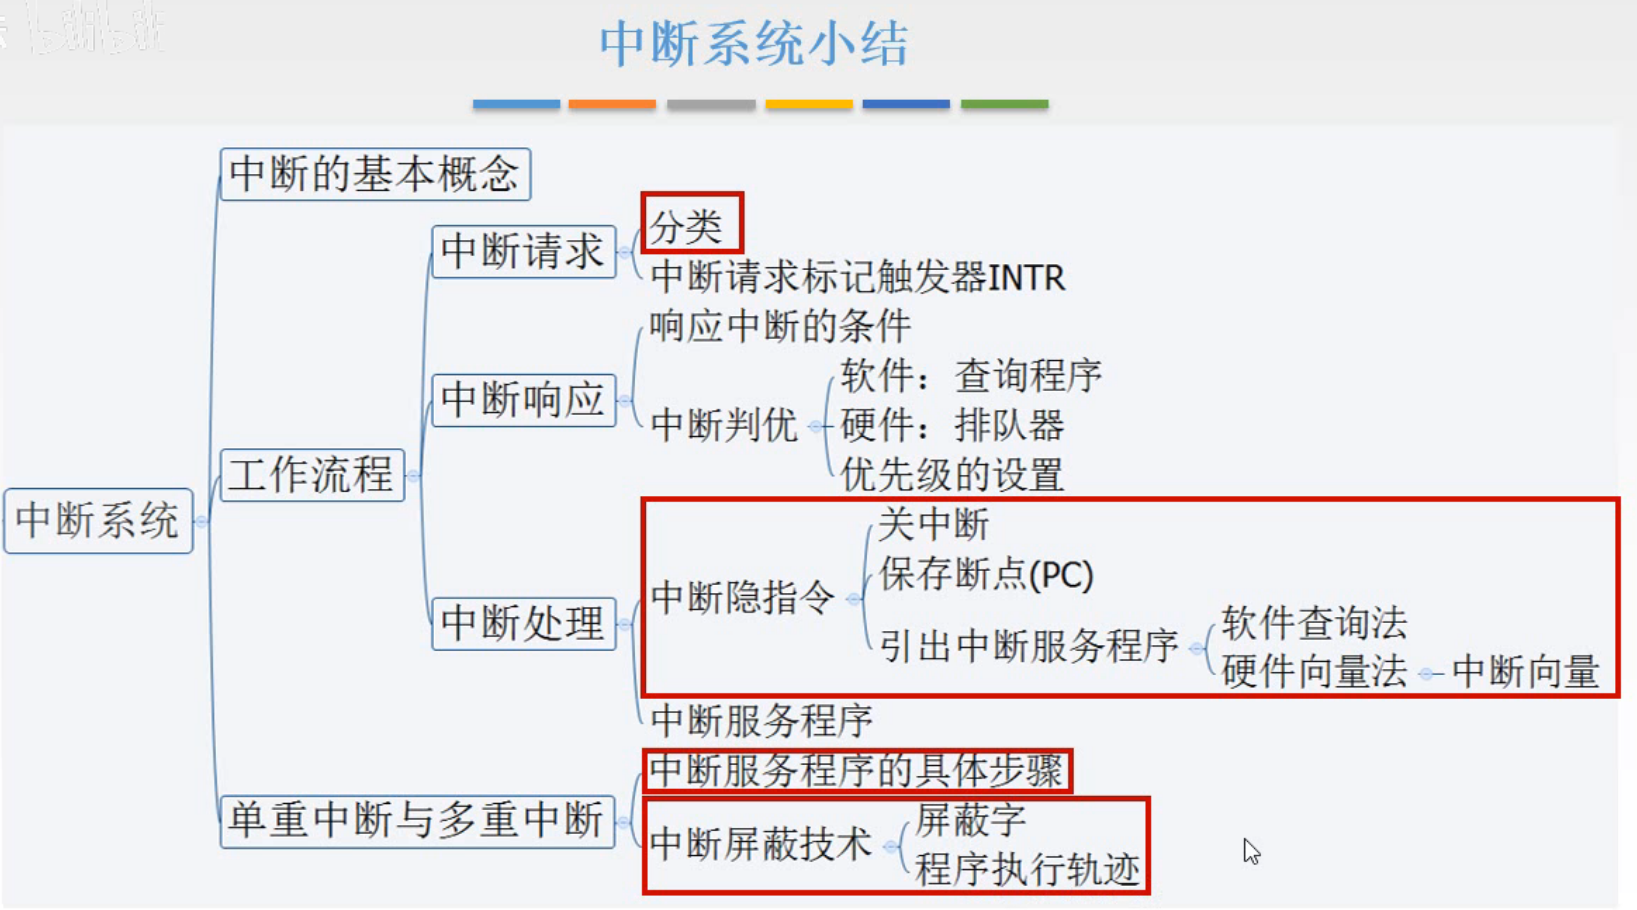 bilibili
中断系统小结
中断的基本概念
分类
中断请求
中断请求标记触发器INTR
响应中断的条件
软件：查询程序
中断响应
中断判优
硬件：排队器
优先级的设置
工作流程
中断系统
关中断
保存断点(PC)
中断隐指令
中断处理
引出中断服务程序
软件查询法
硬件向量法
中断向量
中断服务程序
中断服务程序的具体步骤
单重中断与多重中断
屏蔽字
中断屏蔽技术
程序执行轨迹